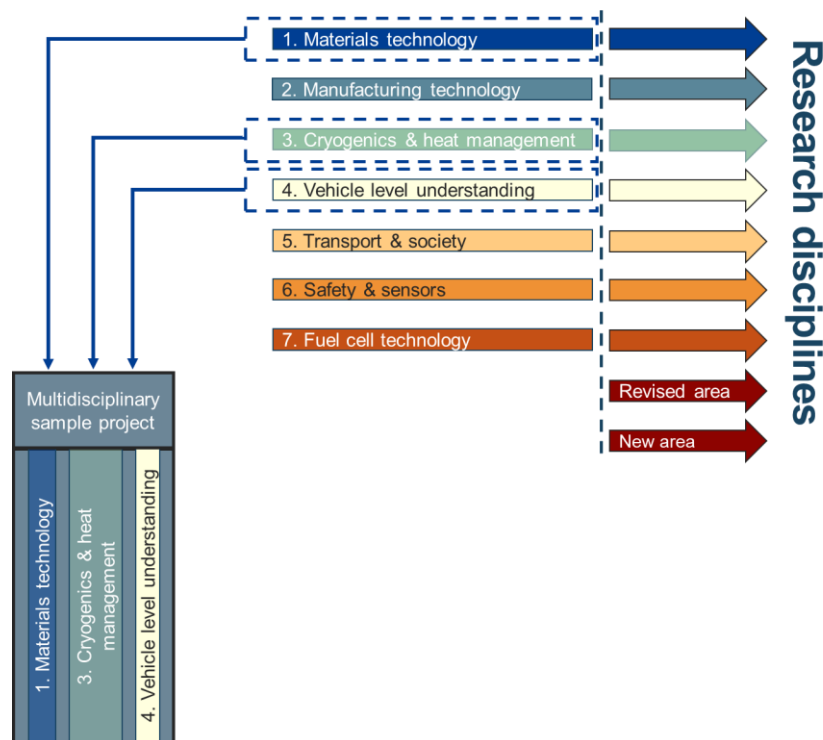 1. Materials technology
2. Manufacturing technology
3. Cryogenics & heat management
4. Vehicle level understanding
5. Transport & society
6. Safety & sensors
7. Fuel cell technology
Revised area
New area
Research disciplines
Multidisciplinary
sample project
1. Materials technology
3. Cryogenics & heat
management
4. Vehicle level understanding